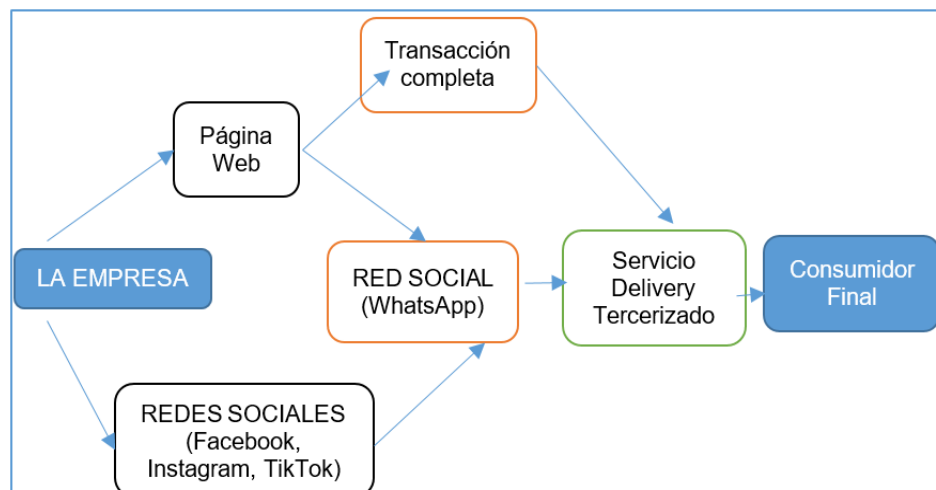 Transacción
completa
Página
Web
LA EMPRESA
RED SOCIAL
(WhatsApp)
Servicio
Delivery
Tercerizado
Consumidor
Final
REDES SOCIALES
(Facebook,
Instagram, TikTok)